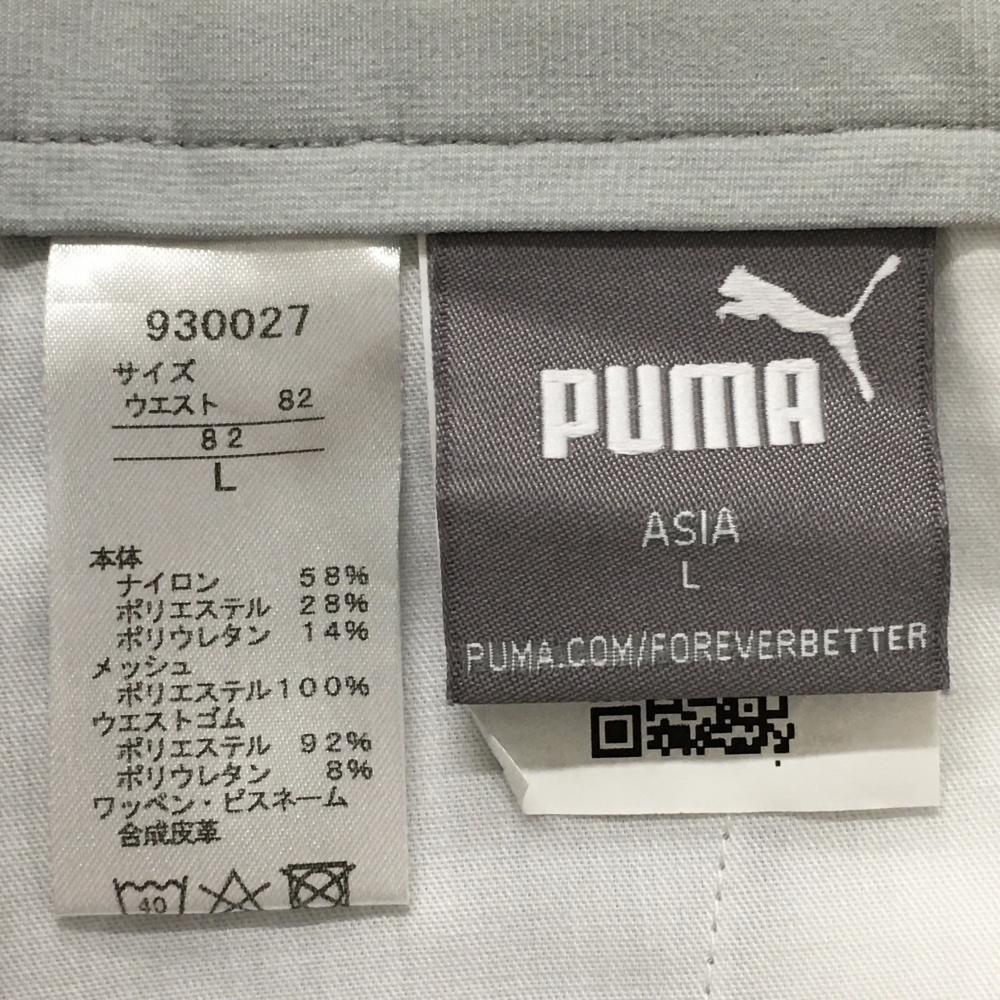 930027
サイズ
ウエスト 82
82
L
本体
ナイロン 58%
ポリエステル 28%
ポリウレタン 14%
メッシュ
ポリエステル100%
ウエストゴム
ポリエステル 92%
ポリウレタン 8%
ワッペン・ピスネーム
合成皮革
40
PUMA
ASIA
L
PUMA.COM/FOREVERBETTER